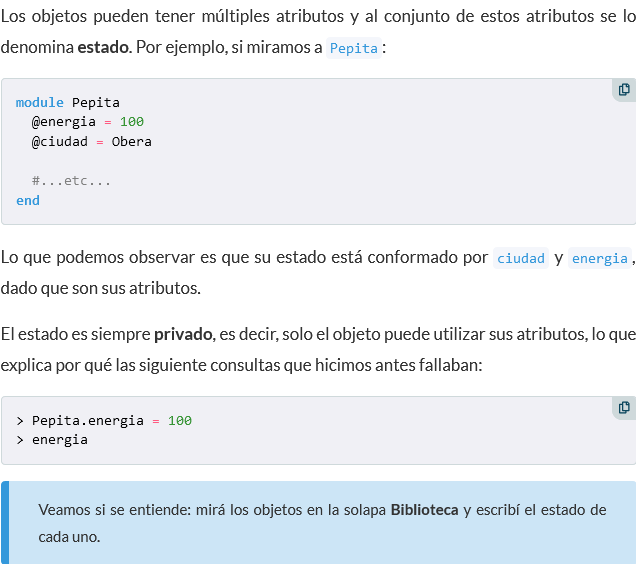 Los objetos pueden tener múltiples atributos y al conjunto de estos atributos se lo
denomina estado. Por ejemplo, si miramos a Pepita:
module Pepita
@energia = 100
@ciudad = Obera
#...etc...
end
Lo que podemos observar es que su estado está conformado por ciudad y energia,
dado que son sus atributos.
El estado es siempre privado, es decir, solo el objeto puede utilizar sus atributos, lo que
explica por qué las siguiente consultas que hicimos antes fallaban:
> Pepita.energia = 100
> energia
Veamos si se entiende: mirá los objetos en la solapa Biblioteca y escribí el estado de
cada uno.